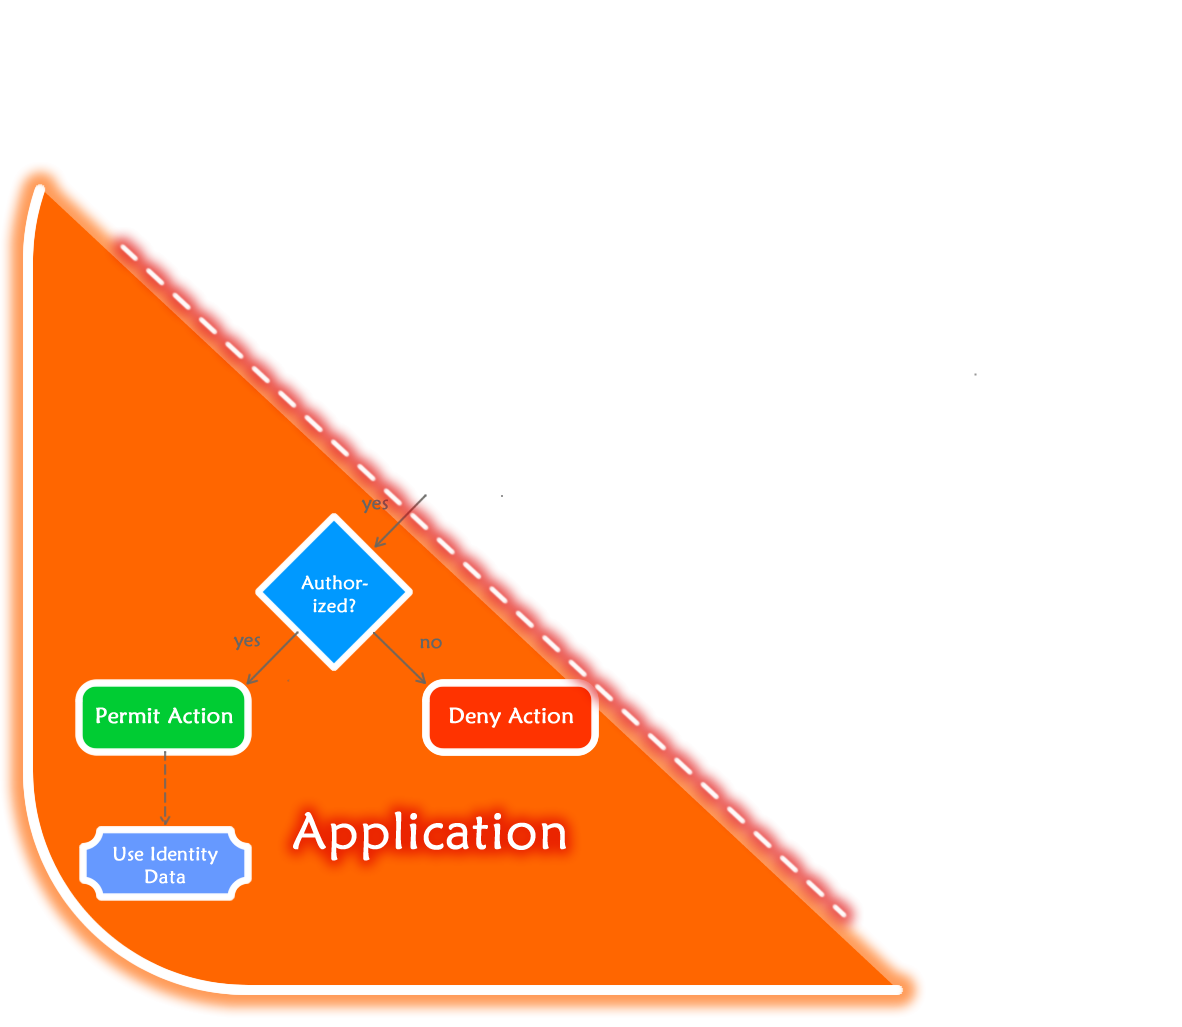 yes
Author-
ized?
yes
no
Permit Action
Deny Action
Application
Use Identity
Data